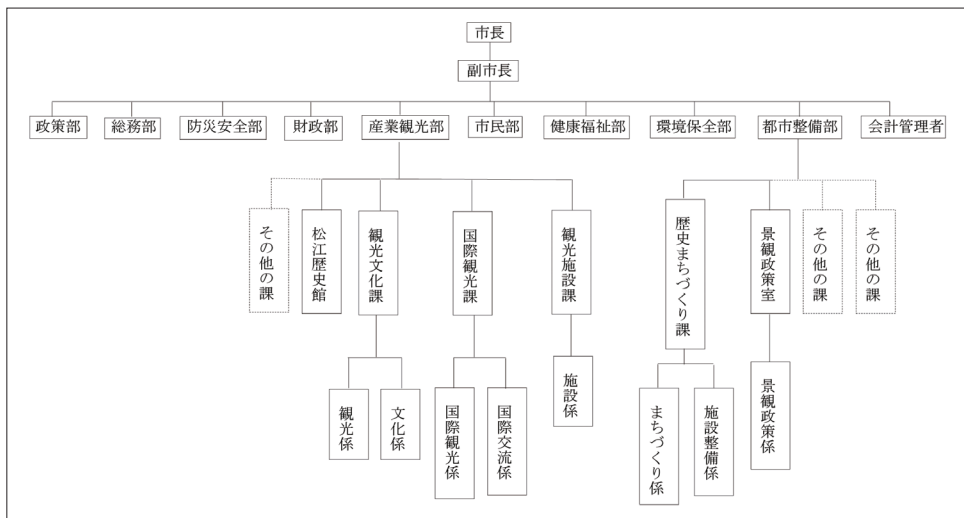 市長
副市長
政策部
総務部
防災安全部
財政部
産業観光部
市民部
健康福祉部
環境保全部
都市整備部
会計管理者
その他の課
松江歴史館
観光文化課
国際観光課
観光施設課
歴史まちづくり課
景観政策室
その他の課
その他の課
観光係
文化係
国際観光係
国際交流係
施設係
まちづくり係
施設整備係
景観政策係